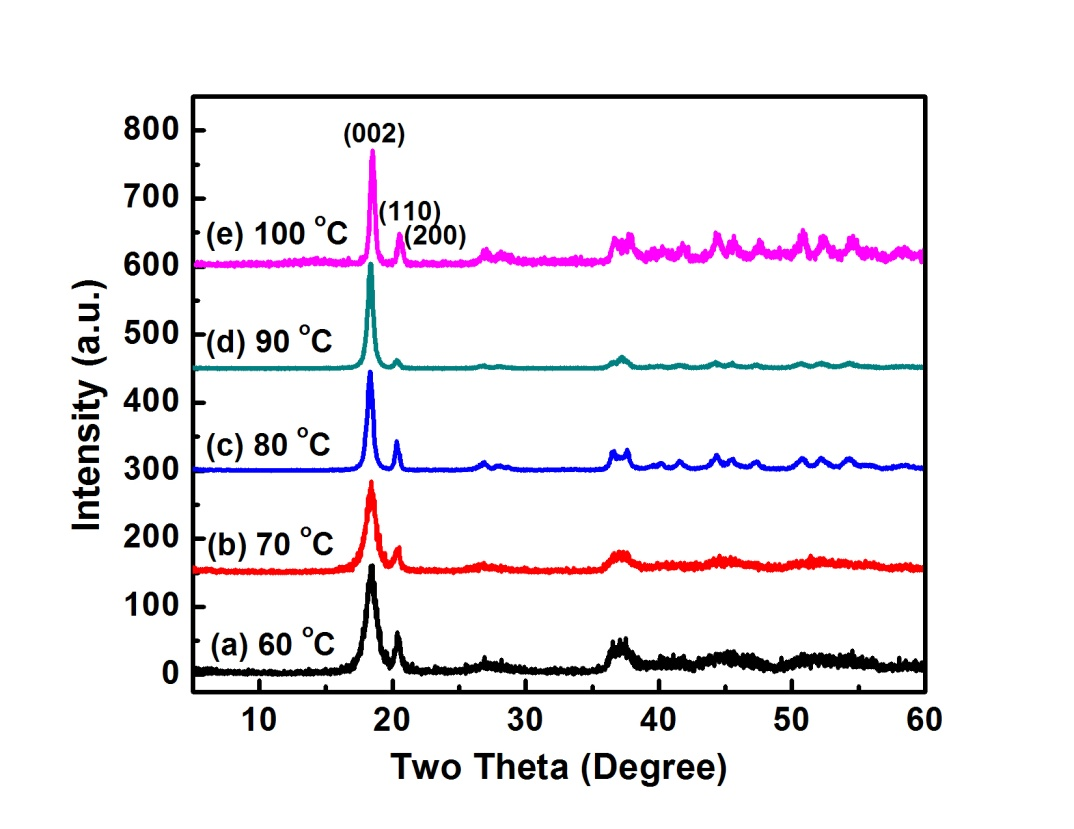 800
700
600
500
400
300
200
100
0
Intensity (a.u.)
(002)
(110)
(200)
(e) 100 °C
(d) 90 °C
(c) 80 °C
(b) 70 °C
(a) 60 °C
10 20 30 40 50 60
Two Theta (Degree)